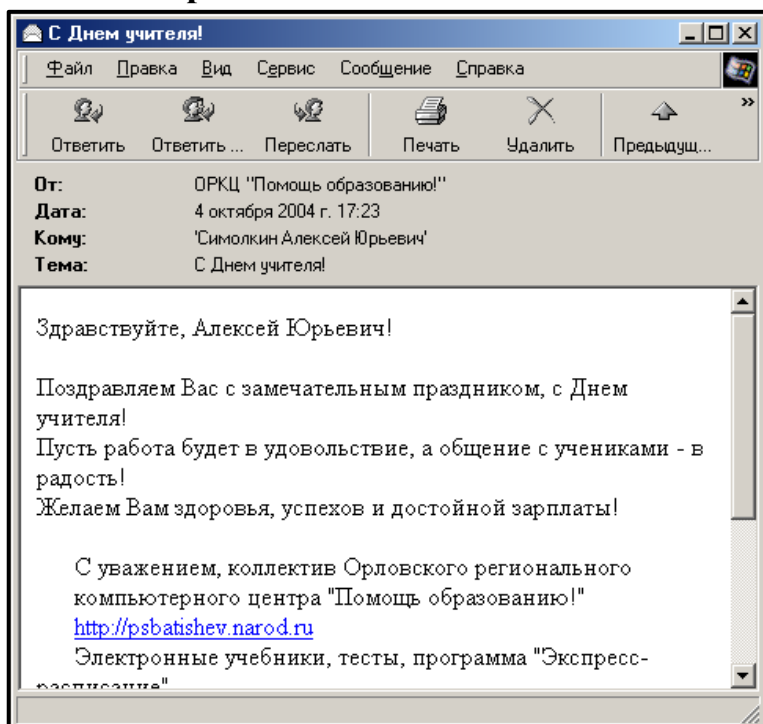 С Днем учителя!
Файл Правка Вид Сервис Сообщение Справка
Ответить Ответить ... Переслать Печать Удалить Предыдущ... »
От: ОРКЦ "Помощь образованию!"
Дата: 4 октября 2004 г. 17:23
Кому: 'Симолкин Алексей Юрьевич'
Тема: С Днем учителя!
Здравствуйте, Алексей Юрьевич!
Поздравляем Вас с замечательным праздником, с Днем
учителя!
Пусть работа будет в удовольствие, а общение с учениками - в
радость!
Желаем Вам здоровья, успехов и достойной зарплаты!
С уважением, коллектив Орловского регионального
компьютерного центра "Помощь образованию!"
http://psbatishev.narod.ru
Электронные учебники, тесты, программа "Экспресс-
расписание"